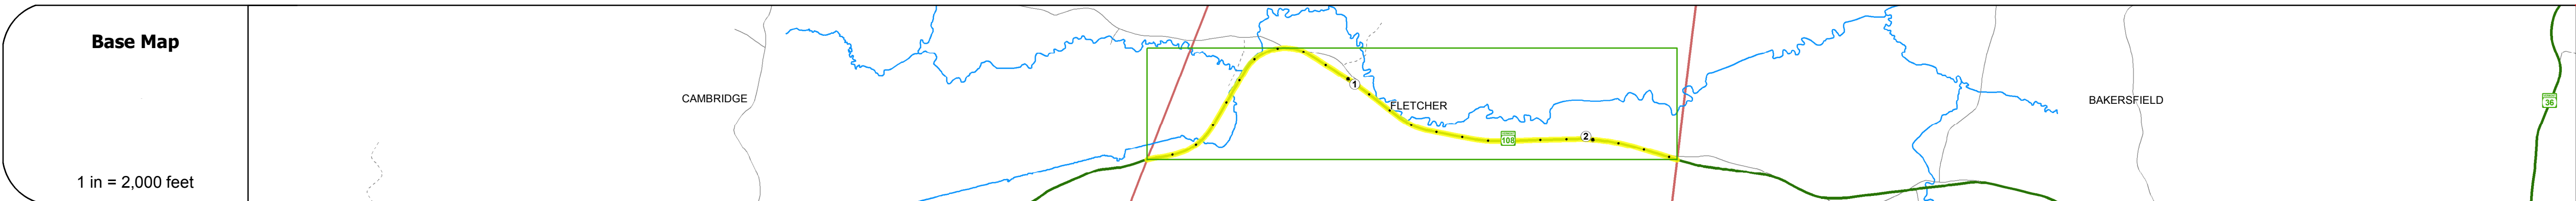 Base Map
1 in = 2,000 feet
CAMBRIDGE
1
FLETCHER
108
2
BAKERSFIELD
36